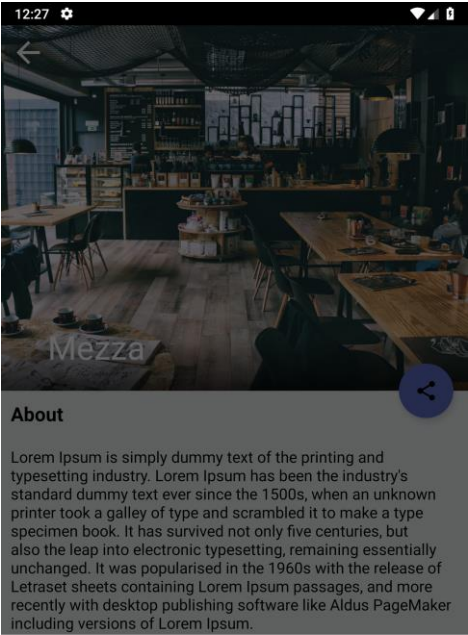 12:27
Mezza
About
Lorem Ipsum is simply dummy text of the printing and
typesetting industry. Lorem Ipsum has been the industry's
standard dummy text ever since the 1500s, when an unknown
printer took a galley of type and scrambled it to make a type
specimen book. It has survived not only five centuries, but
also the leap into electronic typesetting, remaining essentially
unchanged. It was popularised in the 1960s with the release of
Letraset sheets containing Lorem Ipsum passages, and more
recently with desktop publishing software like Aldus PageMaker
including versions of Lorem Ipsum.